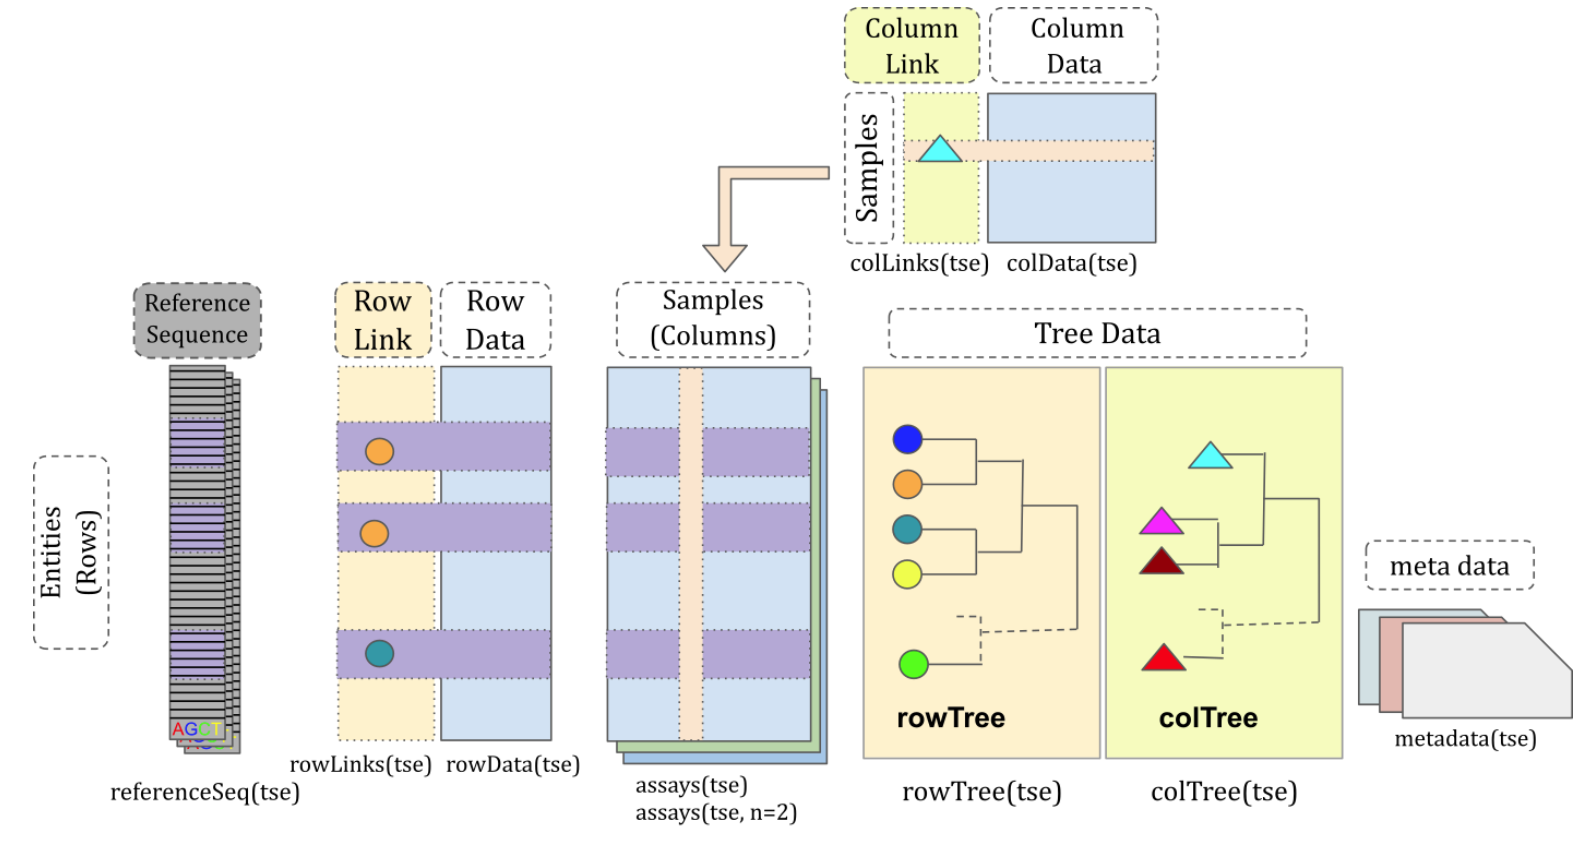 Column
Link
Column
Data
Samples
colLinks(tse)
colData(tse)
Reference
Sequence
Row
Link
Row
Data
Samples
(Columns)
Tree Data
Entities
(Rows)
meta data
AGCT
rowTree
colTree
rowLinks(tse)
rowData(tse)
referenceSeq(tse)
assays(tse)
assays(tse, n=2)
rowTree(tse)
colTree(tse)
metadata(tse)